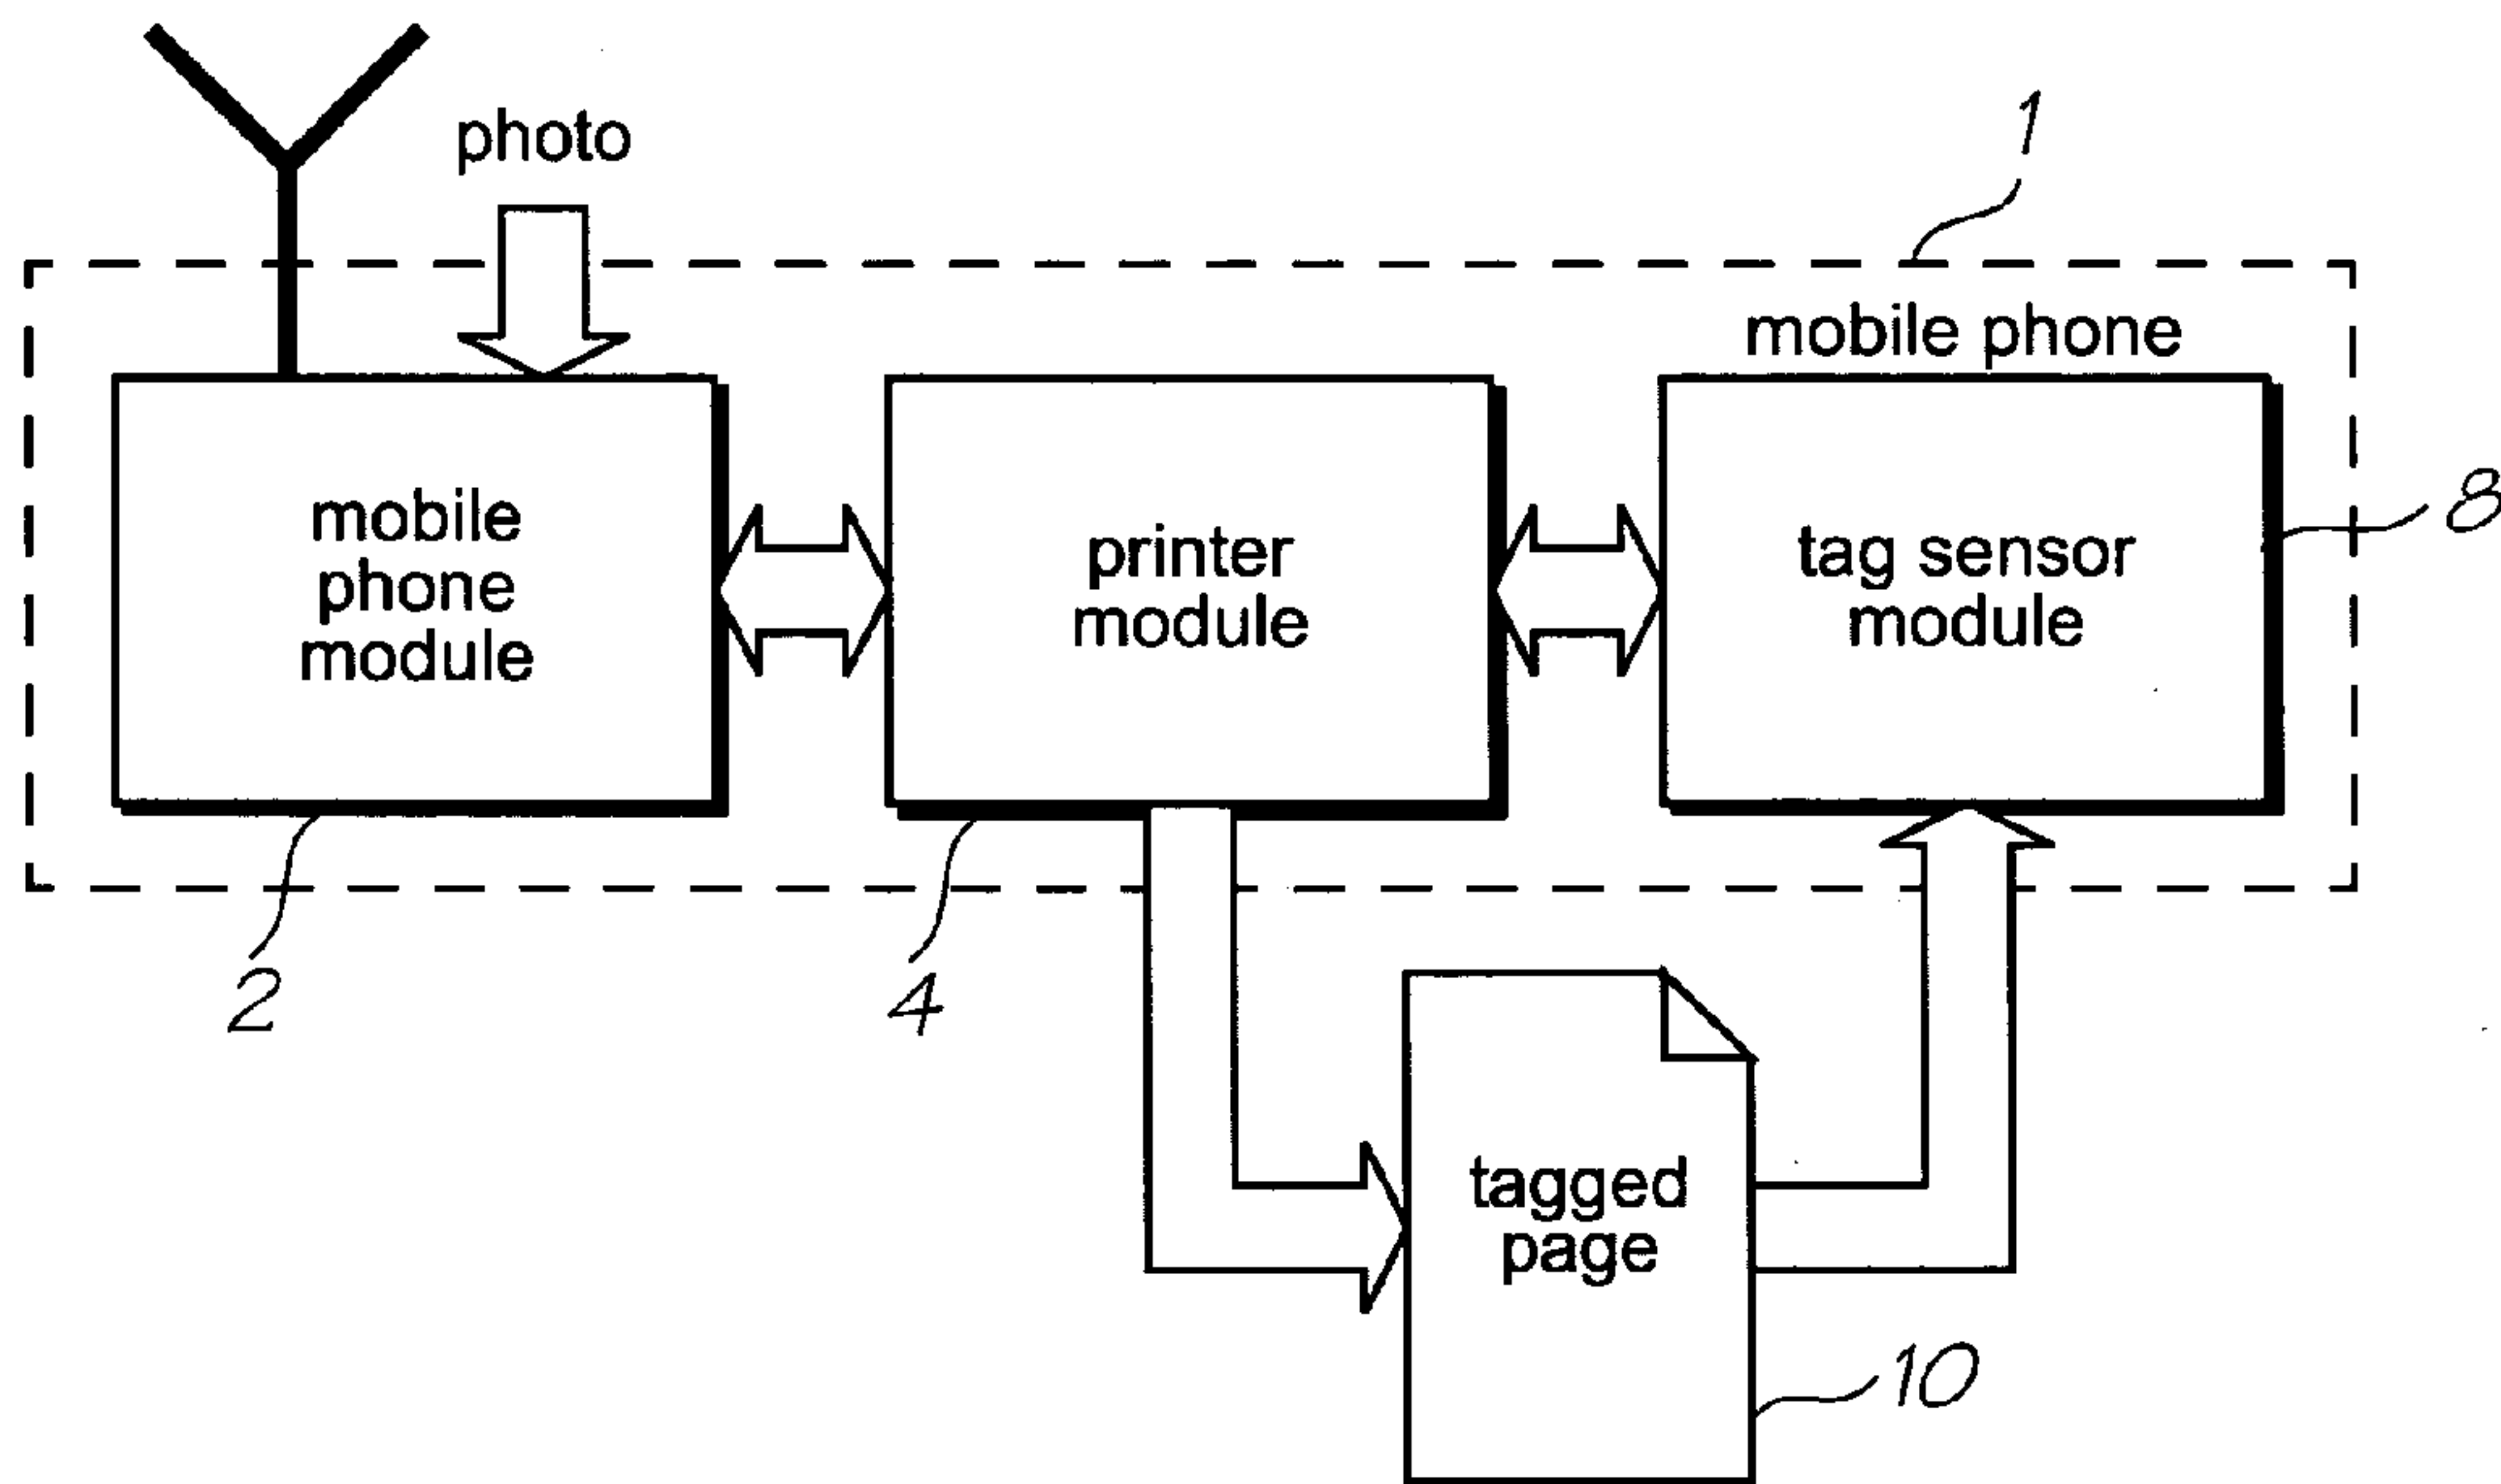 photo
1
mobile phone
mobile
phone
module
printer
module
tag sensor
module
8
2
4
tagged
page
10